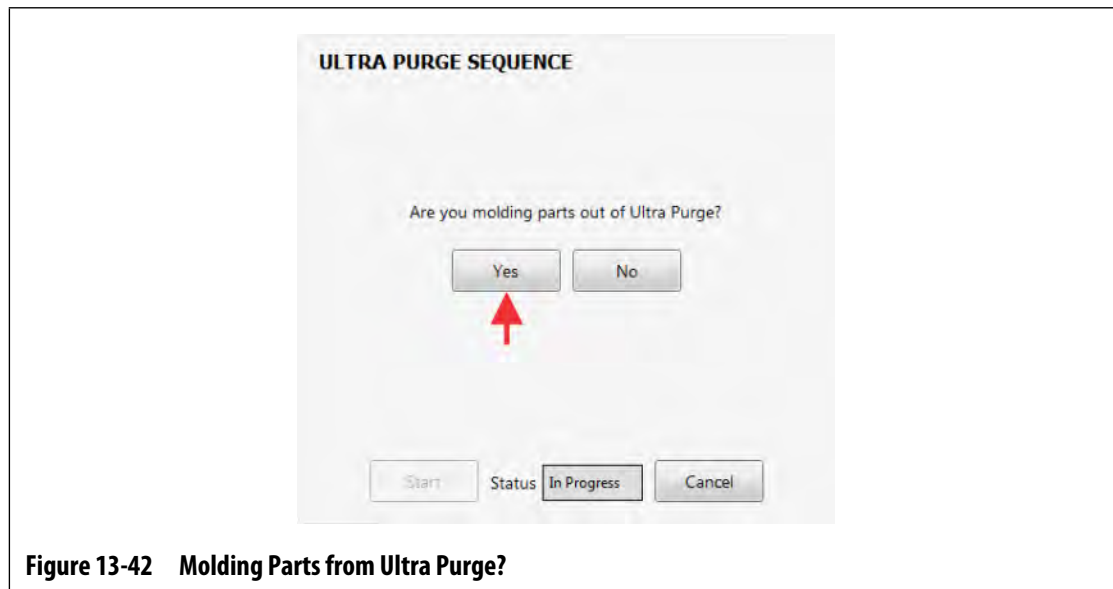 ULTRA PURGE SEQUENCE
Are you molding parts out of Ultra Purge?
Yes No
Start Status In Progress Cancel
Figure 13-42 Molding Parts from Ultra Purge?